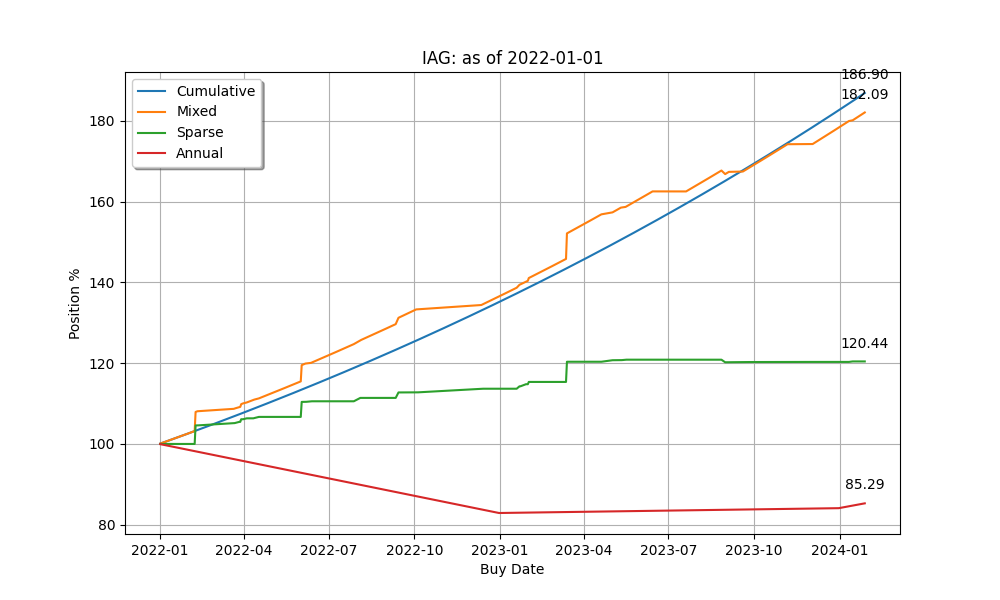 IAG: as of 2022-01-01
Cumulative
Mixed
Sparse
Annual
186.90
182.09
120.44
85.29
Position %
180
160
140
120
100
80
2022-01
2022-04
2022-07
2022-10
2023-01
2023-04
2023-07
2023-10
2024-01
Buy Date